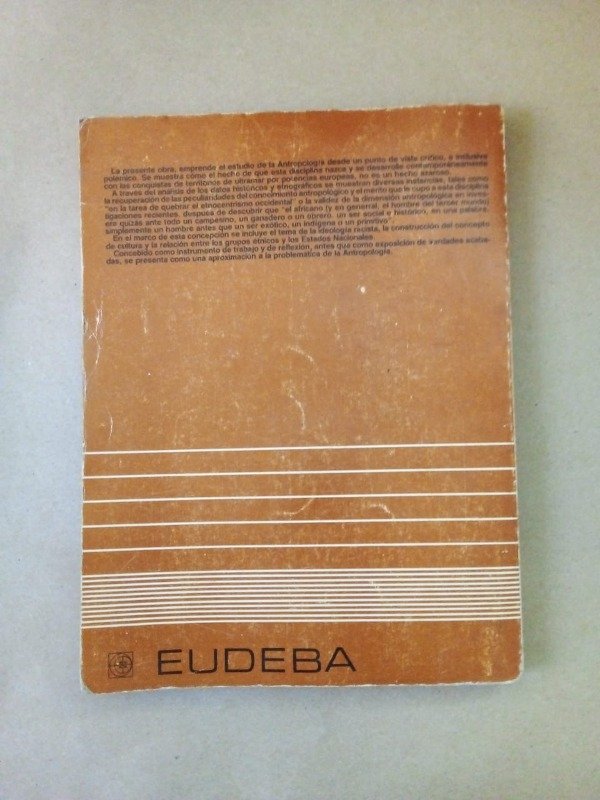 La presente obra, emprende el estudio de la Antropología desde un punto de vista crítico, e inclusive
polémico. Se muestra cómo el hecho de que esta disciplina nazca y se desarrolle contemporáneamente
con las conquistas de territorios de ultramar por potencias europeas, no es un hecho azaroso.
A través del análisis de los datos históricos y etnográficos se muestran diversas instancias, tales como
la recuperación de las peculiaridades del conocimiento antropológico y el mérito que le cupo a esta disciplina
"en la tarea de quebrar el etnocentrismo occidental" o la validez de la dimensión antropológica en inves-
tigaciones recientes, después de descubrir que "el africano (y en general, el hombre del tercer mundo)
era quizás ante todo un campesino, un ganadero o un obrero, un ser social e histórico, en una palabra,
simplemente un hombre antes que un ser exótico, un indígena o un primitivo".
En el marco de esta concepción se incluye el tema de la ideología racista, la construcción del concepto
de cultura y la relación entre los grupos étnicos y los Estados Nacionales.
Concebido como instrumento de trabajo y de reflexión, antes que como exposición de verdades acaba-
das, se presenta como una aproximación a la problemática de la Antropología.
EUDEBA